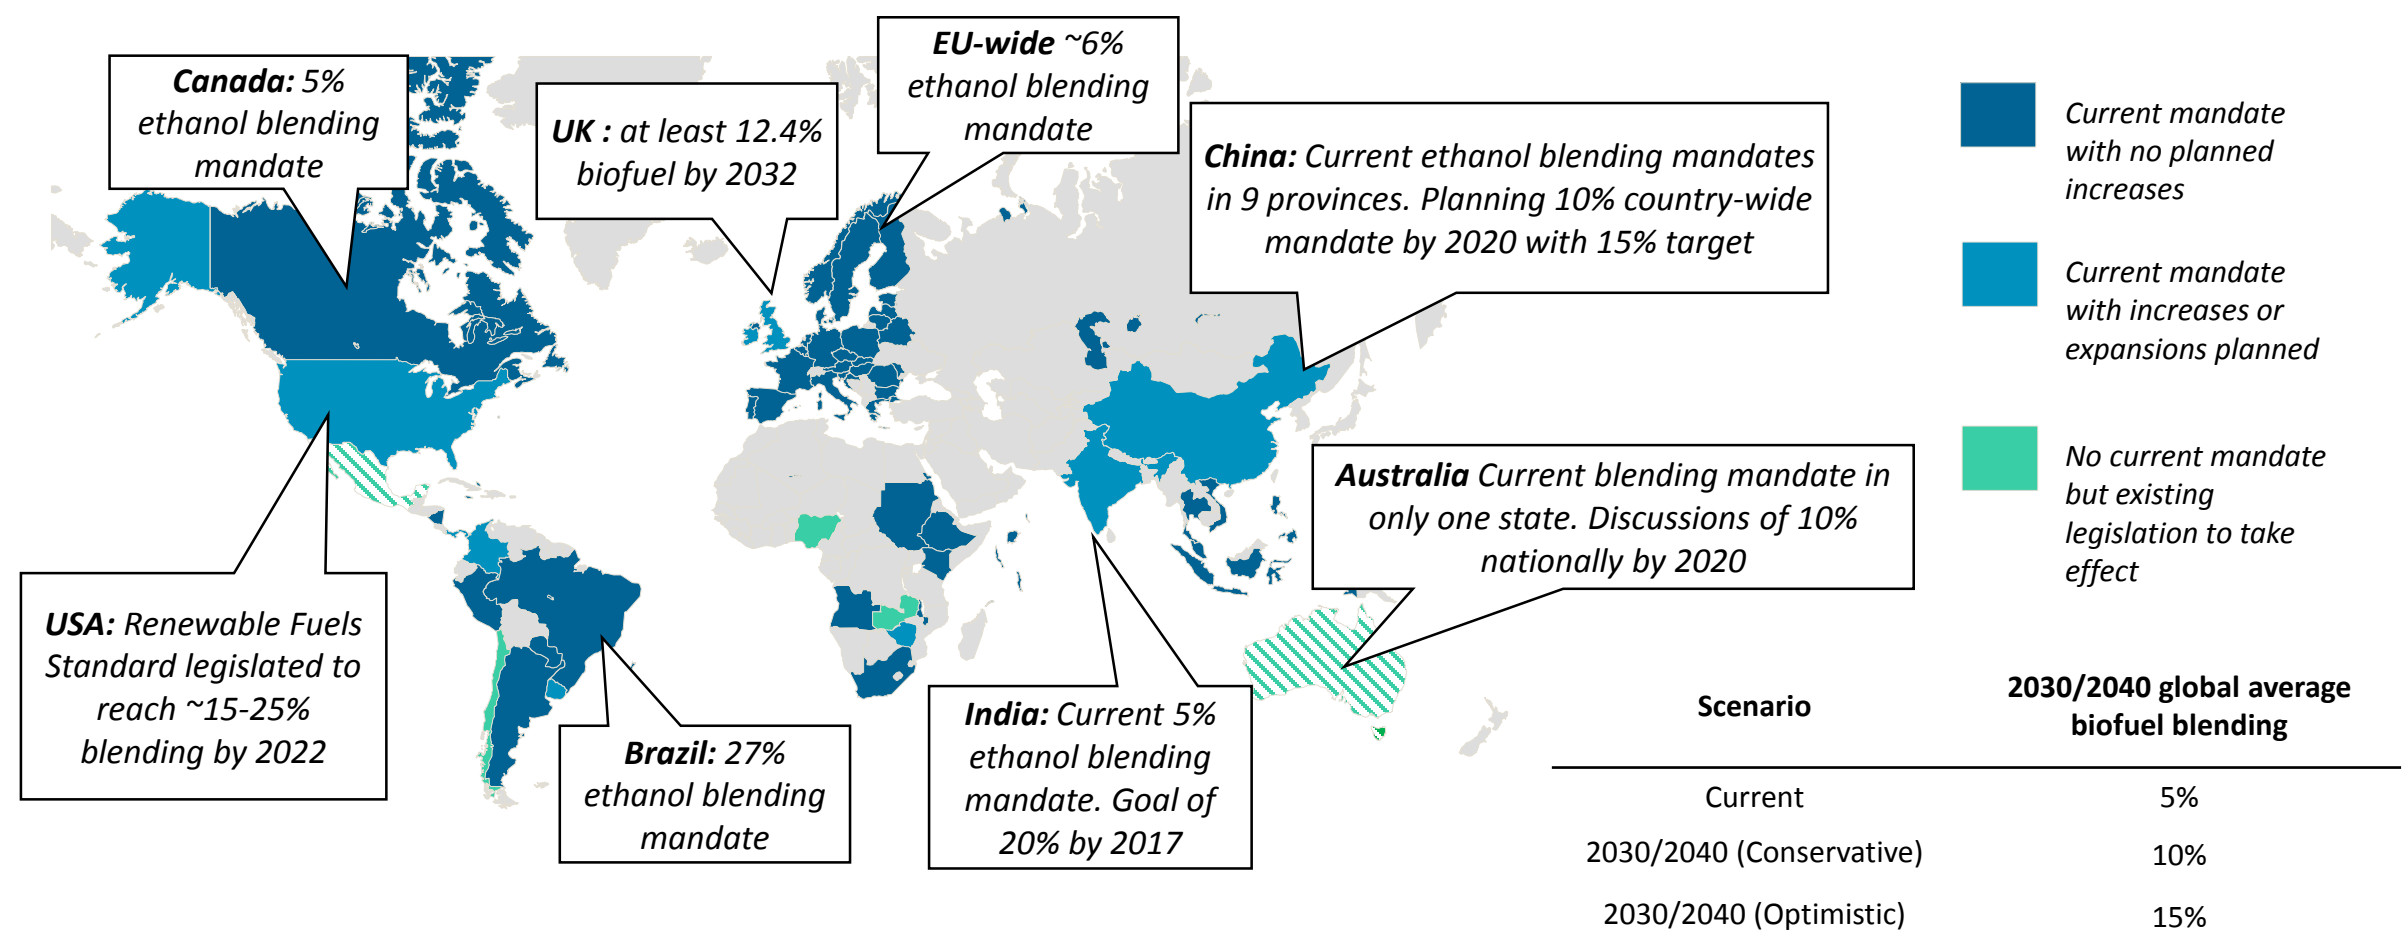 Canada: 5%
ethanol blending
mandate
UK : at least 12.4%
biofuel by 2032
EU-wide ~6%
ethanol blending
mandate
China: Current ethanol blending mandates
in 9 provinces. Planning 10% country-wide
mandate by 2020 with 15% target
Current mandate
with no planned
increases
Current mandate
with increases or
expansions planned
No current mandate
but existing
legislation to take
effect
Australia Current blending mandate in
only one state. Discussions of 10%
nationally by 2020
USA: Renewable Fuels
Standard legislated to
reach ~15-25%
blending by 2022
Brazil: 27%
ethanol blending
mandate
India: Current 5%
ethanol blending
mandate. Goal of
20% by 2017
Scenario
2030/2040 global average
biofuel blending
Current 5%
2030/2040 (Conservative) 10%
2030/2040 (Optimistic) 15%